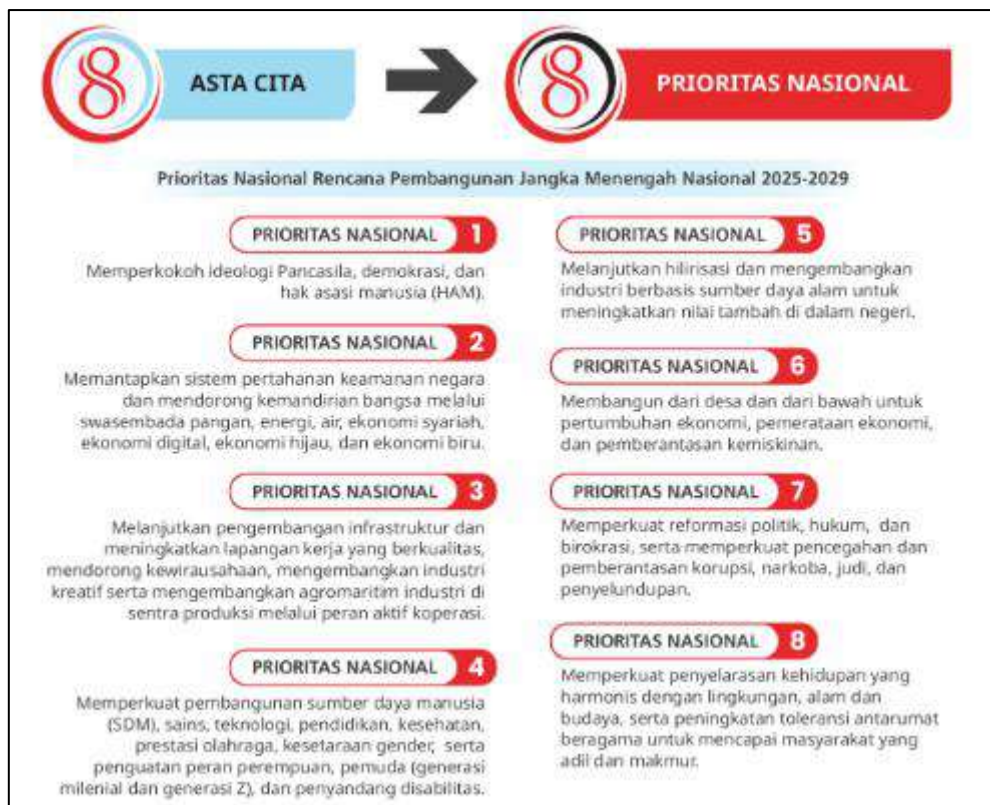 8
ASTA CITA
8
PRIORITAS NASIONAL
Prioritas Nasional Rencana Pembangunan Jangka Menengah Nasional 2025-2029
PRIORITAS NASIONAL 1
Memperkokoh ideologi Pancasila, demokrasi, dan
hak asasi manusia (HAM).
PRIORITAS NASIONAL 2
Memantapkan sistem pertahanan keamanan negara
dan mendorong kemandirian bangsa melalui
swasembada pangan, energi, air, ekonomi syariah,
ekonomi digital, ekonomi hijau, dan ekonomi biru.
PRIORITAS NASIONAL 3
Melanjutkan pengembangan infrastruktur dan
meningkatkan lapangan kerja yang berkualitas,
mendorong kewirausahaan, mengembangkan industri
kreatif serta mengembangkan agromaritim industri di
sentra produksi melalui peran aktif koperasi.
PRIORITAS NASIONAL 4
Memperkuat pembangunan sumber daya manusia
(SDM), sains, teknologi, pendidikan, kesehatan,
prestasi olahraga, kesetaraan gender, serta
penguatan peran perempuan, pemuda (generasi
milenial dan generasi Z), dan penyandang disabilitas.
PRIORITAS NASIONAL 5
Melanjutkan hilirisasi dan mengembangkan
industri berbasis sumber daya alam untuk
meningkatkan nilai tambah di dalam negeri.
PRIORITAS NASIONAL 6
Membangun dari desa dan dari bawah untuk
pertumbuhan ekonomi, pemerataan ekonomi,
dan pemberantasan kemiskinan.
PRIORITAS NASIONAL 7
Memperkuat reformasi politik, hukum, dan
birokrasi, serta memperkuat pencegahan dan
pemberantasan korupsi, narkoba, judi, dan
penyelundupan.
PRIORITAS NASIONAL 8
Memperkuat penyelarasan kehidupan yang
harmonis dengan lingkungan, alam dan
budaya, serta peningkatan toleransi antarumat
beragama untuk mencapai masyarakat yang
adil dan makmur.